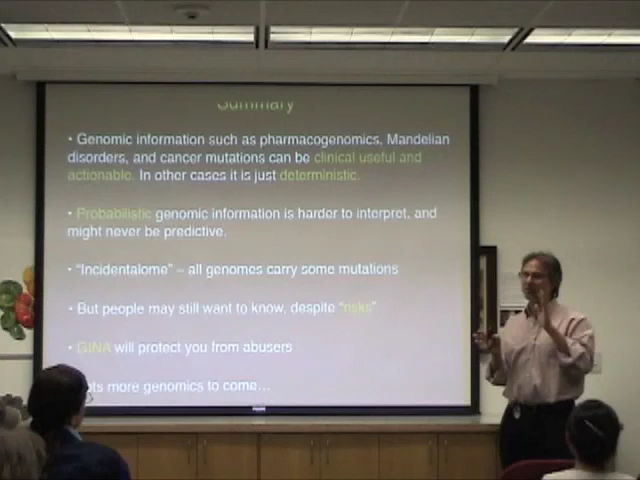 Summary
• Genomic information such as pharmacogenomics, Mandelian
disorders, and cancer mutations can be clinical useful and
actionable. In other cases it is just deterministic.
• Probabilistic genomic information is harder to interpret, and
might never be predictive.
• “Incidentalome” – all genomes carry some mutations
• But people may still want to know, despite “risks”
• GINA will protect you from abusers
ots more genomics to come…